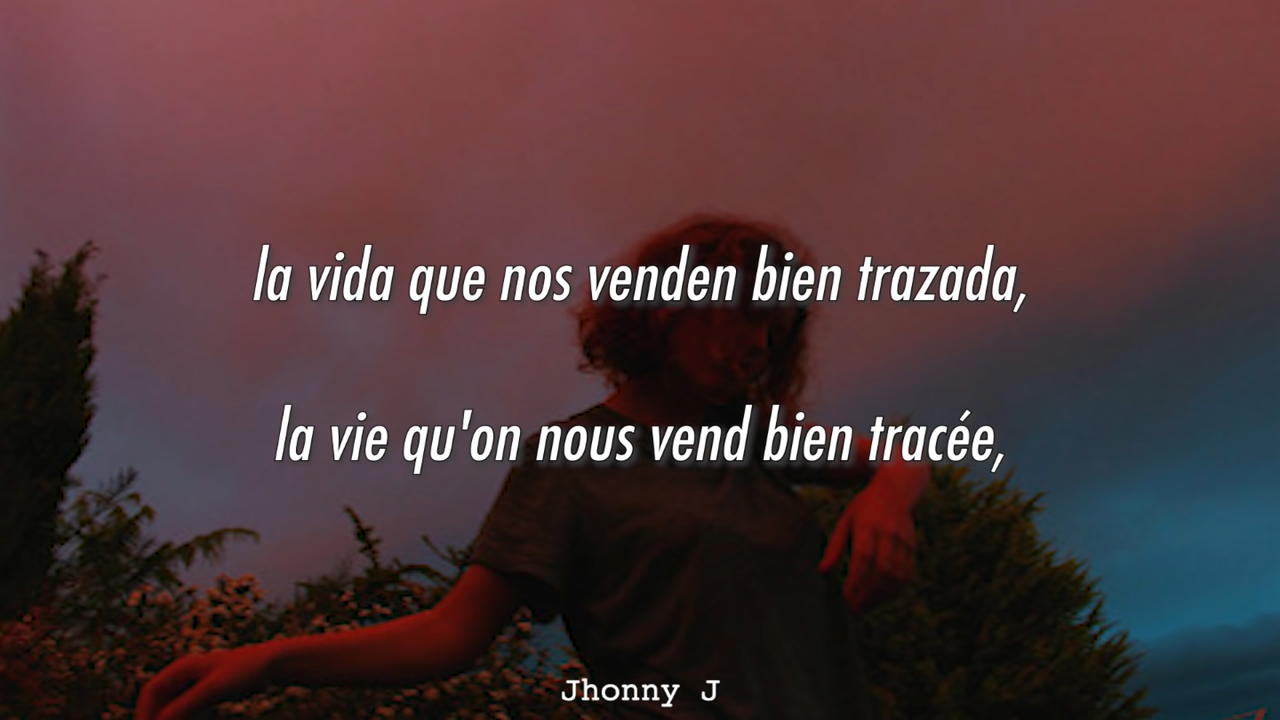 la vida que nos venden bien trazada,
la vie qu'on nous vend bien tracée,
Jhonny J